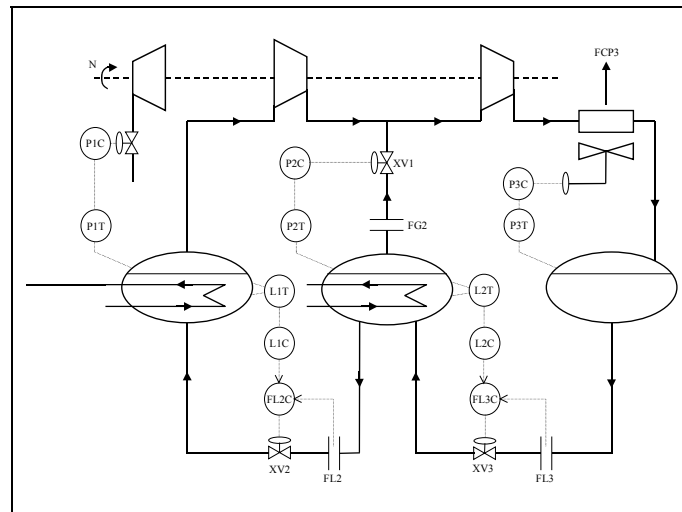 FCP3
N
P1C
P2C
XV1
P3C
P1T
P2T
FG2
P3T
L1T
L2T
L1C
L2C
FL2C
FL3C
XV2
FL2
XV3
FL3